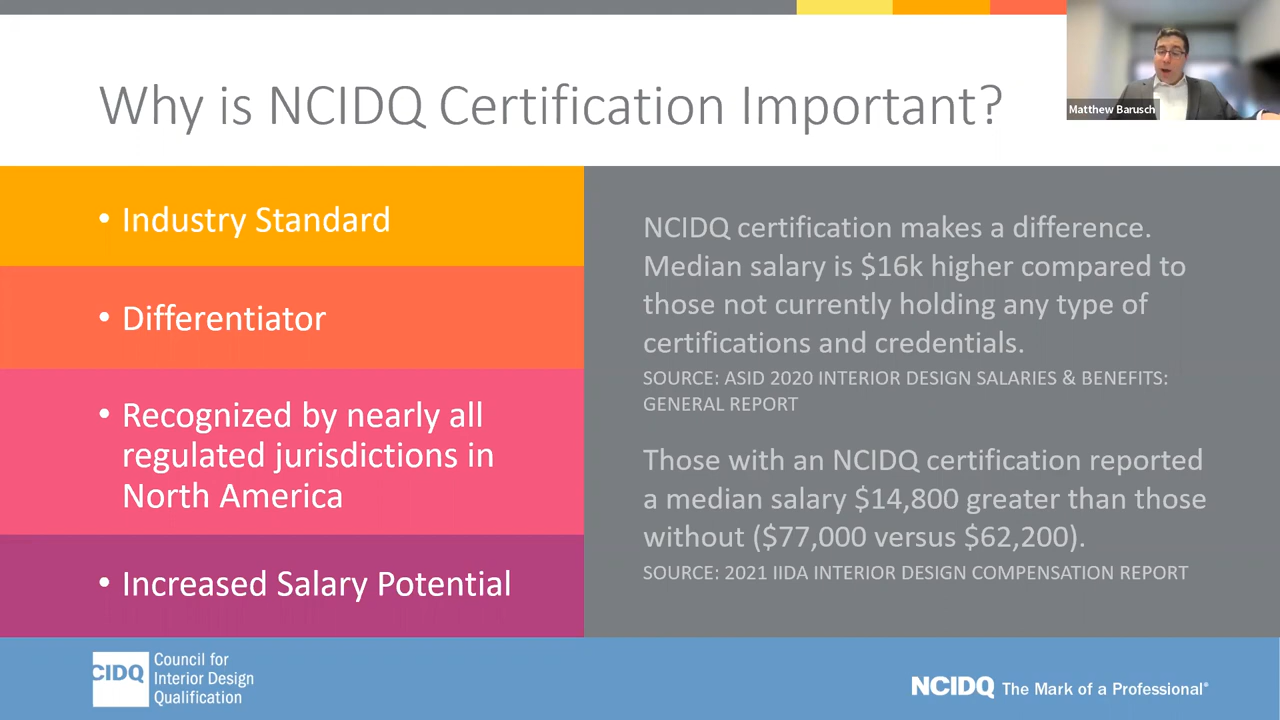 Why is NCIDQ Certification Important?
Matthew Barusch
• Industry Standard
• Differentiator
• Recognized by nearly all
regulated jurisdictions in
North America
• Increased Salary Potential
NCIDQ certification makes a difference.
Median salary is $16k higher compared to
those not currently holding any type of
certifications and credentials.
SOURCE: ASID 2020 INTERIOR DESIGN SALARIES & BENEFITS:
GENERAL REPORT
Those with an NCIDQ certification reported
a median salary $14,800 greater than those
without ($77,000 versus $62,200).
SOURCE: 2021 IIDA INTERIOR DESIGN COMPENSATION REPORT
CIDQ
Council for
Interior Design
Qualification
NCIDQ The Mark of a Professional®